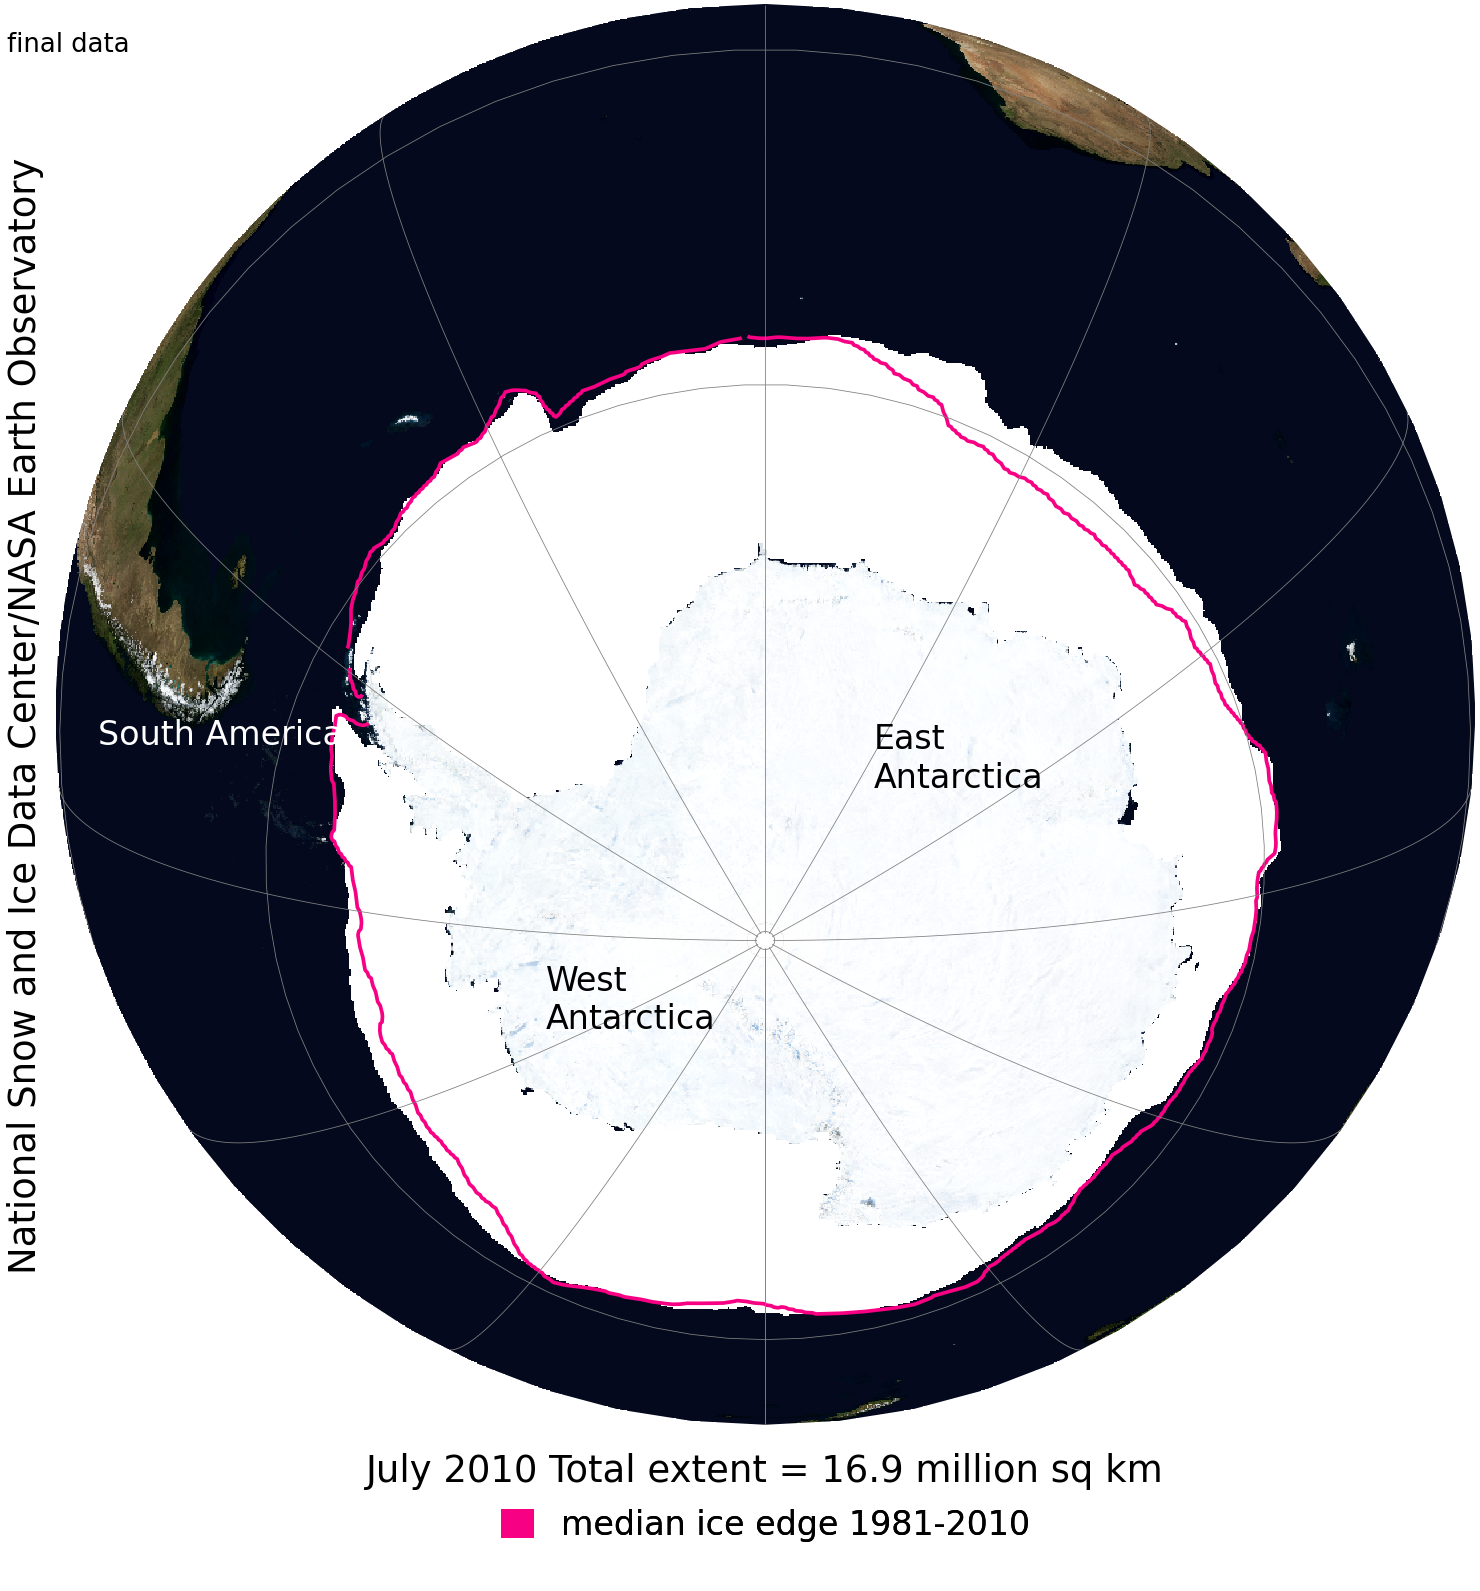 final data
National Snow and Ice Data Center/NASA Earth Observatory
South America
East
Antarctica
West
Antarctica
July 2010 Total extent = 16.9 million sq km
median ice edge 1981-2010